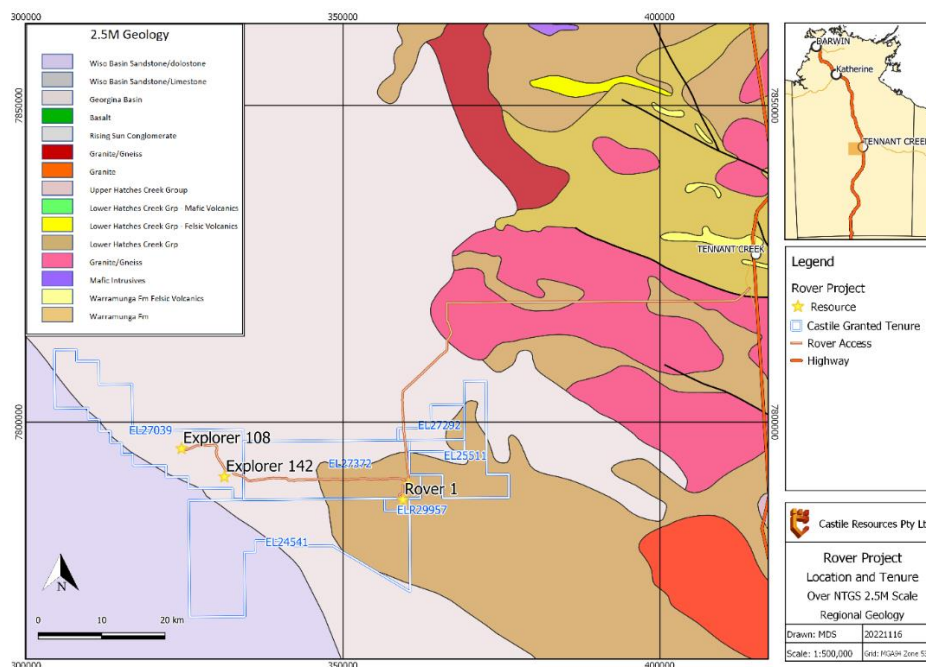 300000
350000
400000
2.5M Geology
Wiso Basin Sandstone/dolostone
Wiso Basin Sandstone/Limestone
Georgina Basin
Basalt
Rising Sun Conglomerate
Granite/Gneiss
Granite
Upper Hatches Creek Group
Lower Hatches Creek Grp - Mafic Volcanics
Lower Hatches Creek Grp - Felsic Volcanics
Lower Hatches Creek Grp
Granite/Gneiss
Mafic Intrusives
Warramunga Fm Felsic Volcanics
Warramunga Fm
7850000
7850000
TENNANT CREEK
7800000
7800000
EL27039
Explorer 108
EL27292
EL25511
EL27372
Explorer 142
Rover 1
ELR29957
EL24541
N
0 10 20 km
300000
350000
400000
DARWIN
Katherine
TENNANT CREEK
Legend
Rover Project
Resource
Castile Granted Tenure
Rover Access
Highway
Castile Resources Pty Lt
Rover Project
Location and Tenure
Over NTGS 2.5M Scale
Regional Geology
Drawn: MDS
20221116
Scale: 1:500,000
Grid: MGA94 Zone 53